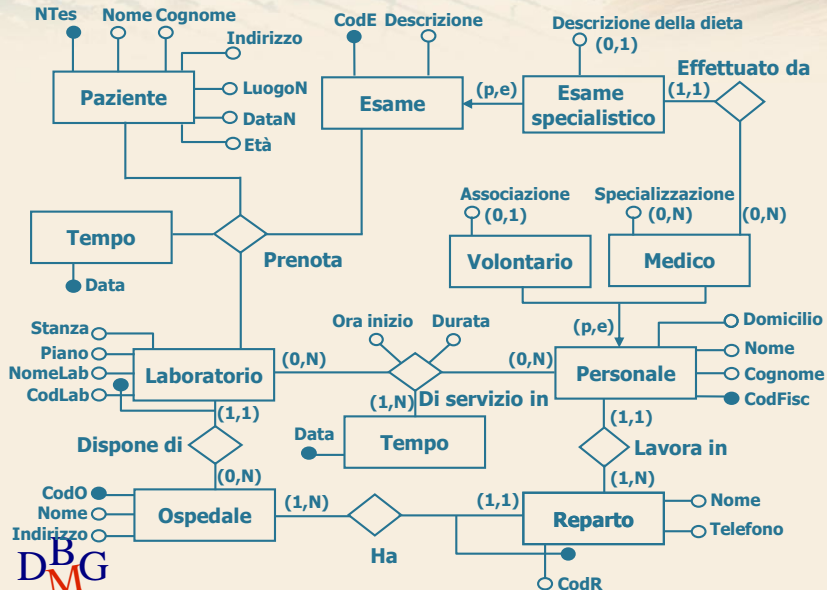 NTes Nome Cognome
Indirizzo
Paziente
LuogoN
DataN
Età
CodE Descrizione
Esame
(p,e)
Descrizione della dieta
(0,1)
Esame
specialistico
(1,1)
Effettuato da
(0,N)
Tempo
Data
Prenota
Associazione
(0,1)
Volontario
Specializzazione
(0,N)
Medico
(p,e)
Stanza
Piano
NomeLab
CodLab
Laboratorio
(0,N)
(1,1)
Ora inizio Durata
(0,N)
(1,N)
Di servizio in
Data
Tempo
Personale
Domicilio
Nome
Cognome
CodFisc
(1,1)
Dispone di
(0,N)
Lavora in
(1,N)
CodO
Nome
Indirizzo
Ospedale
(1,N)
Ha
(1,1)
Reparto
Nome
Telefono
CodR
DBMG